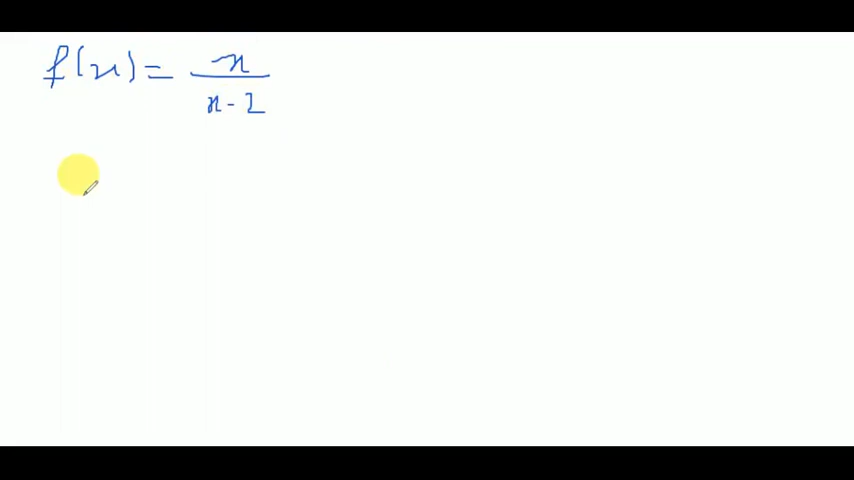 f(x) = x / x - 2